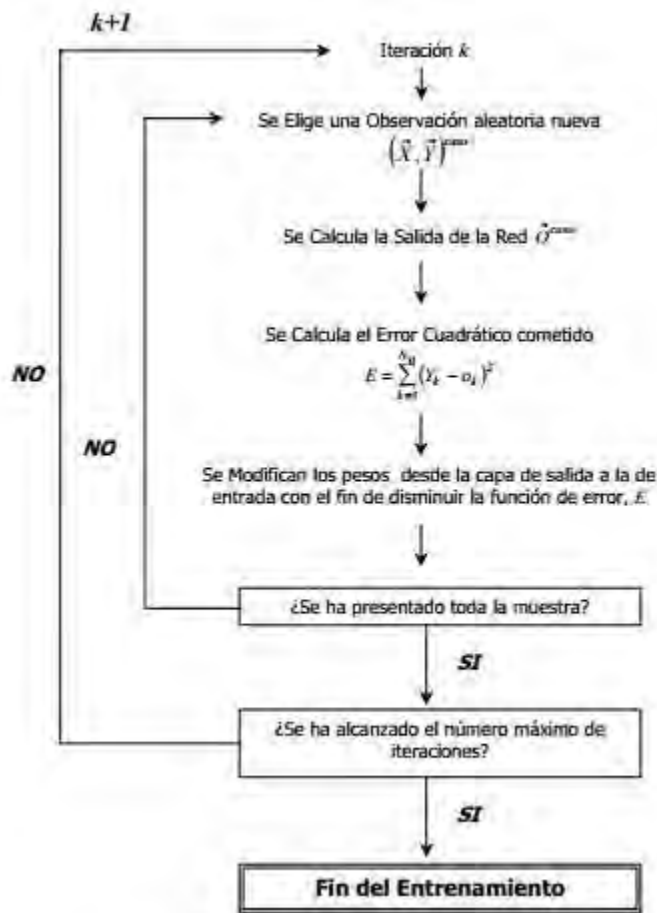 k+1
Iteración k
Se Elige una Observación aleatoria nueva
(X⃗, Y⃗)
Se Calcula la Salida de la Red O⃗
Se Calcula el Error Cuadrático cometido
E = ∑ (Y_k − o_k)²
NO
NO
Se Modifican los pesos desde la capa de salida a la de
entrada con el fin de disminuir la función de error, E
¿Se ha presentado toda la muestra?
SI
¿Se ha alcanzado el número máximo de
iteraciones?
SI
Fin del Entrenamiento